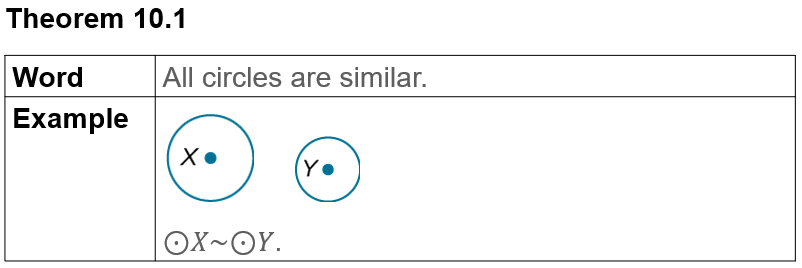 Theorem 10.1
Word
All circles are similar.
Example
X
Y
⊙X~⊙Y.